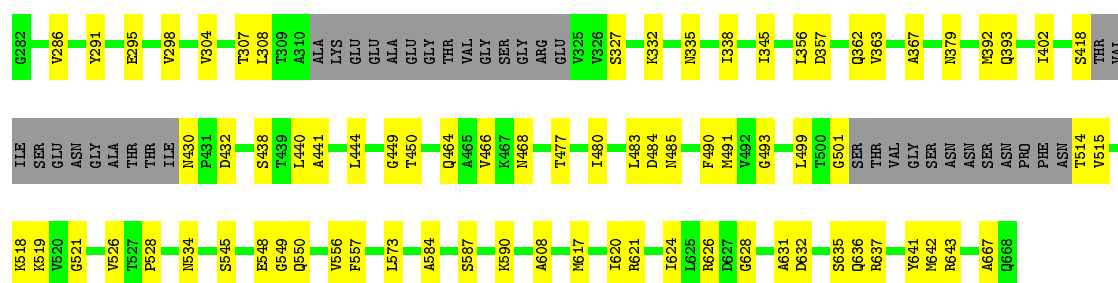 G282 V286 Y291 E295 V298 V304 T307 L308 T309 A310 ALA LYS GLU GLU ALA GLU GLY THR VAL GLY SER GLY ARG GLU V325 V326 S327 K332 N335 I338 I345 L356 D357 Q362 V363 A367 N379 M392 Q393 I402 S418 THR VAL
ILE SER GLU ASN GLY ALA THR THR ILE N430 P431 D432 S438 T439 L440 A441 L444 G449 T450 Q464 A465 V466 K467 N468 T477 I480 L483 D484 N485 F490 M491 V492 G493 L499 T500 G501 SER THR VAL GLY SER ASN ASN SER ASN PRO PHE ASN T514 V515
K518 K519 V520 G521 V526 T527 P528 N534 S545 E548 G549 Q550 V556 F557 L573 A584 S587 K590 A608 M617 I620 R621 I624 L625 R626 D627 G628 A631 D632 S635 Q636 R637 Y641 M642 R643 A667 Q668